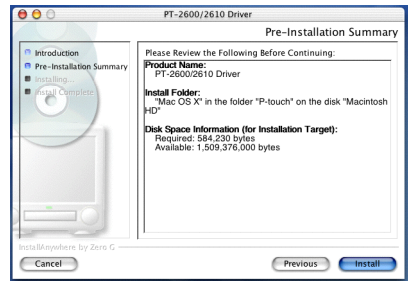 PT-2600/2610 Driver
Pre-Installation Summary
Introduction
Pre-Installation Summary
Installing...
Install Complete
Please Review the Following Before Continuing:
Product Name:
PT-2600/2610 Driver
Install Folder:
"Mac OS X" in the folder "P-touch" on the disk "Macintosh
HD"
Disk Space Information (for Installation Target):
Required: 584,230 bytes
Available: 1,509,376,000 bytes
InstallAnywhere by Zero G
Cancel
Previous
Install